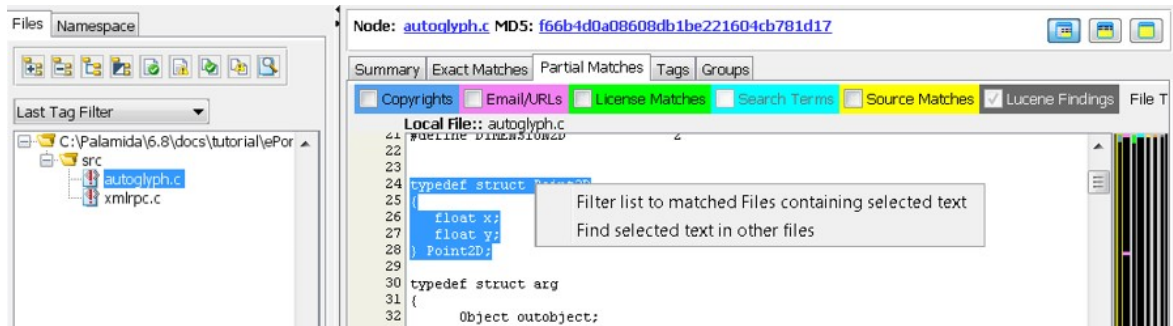 Files Namespace
Last Tag Filter
C:\Palamida\6.8\docs\tutorial\ePor
src
autoglyph.c
xmlrpc.c
Node: autoglyph.c MD5: f66b4d0a08608db1be221604cb781d17
Summary Exact Matches Partial Matches Tags Groups
Copyrights Email/URLs License Matches Search Terms Source Matches Lucene Findings File T
Local File:: autoglyph.c
21 #define DIMENSION2D 2
22
23
24 typedef struct Point2D
25 {
26 float x;
27 float y;
28 } Point2D;
29
30 typedef struct arg
31 {
32 Object outobject;
Filter list to matched Files containing selected text
Find selected text in other files